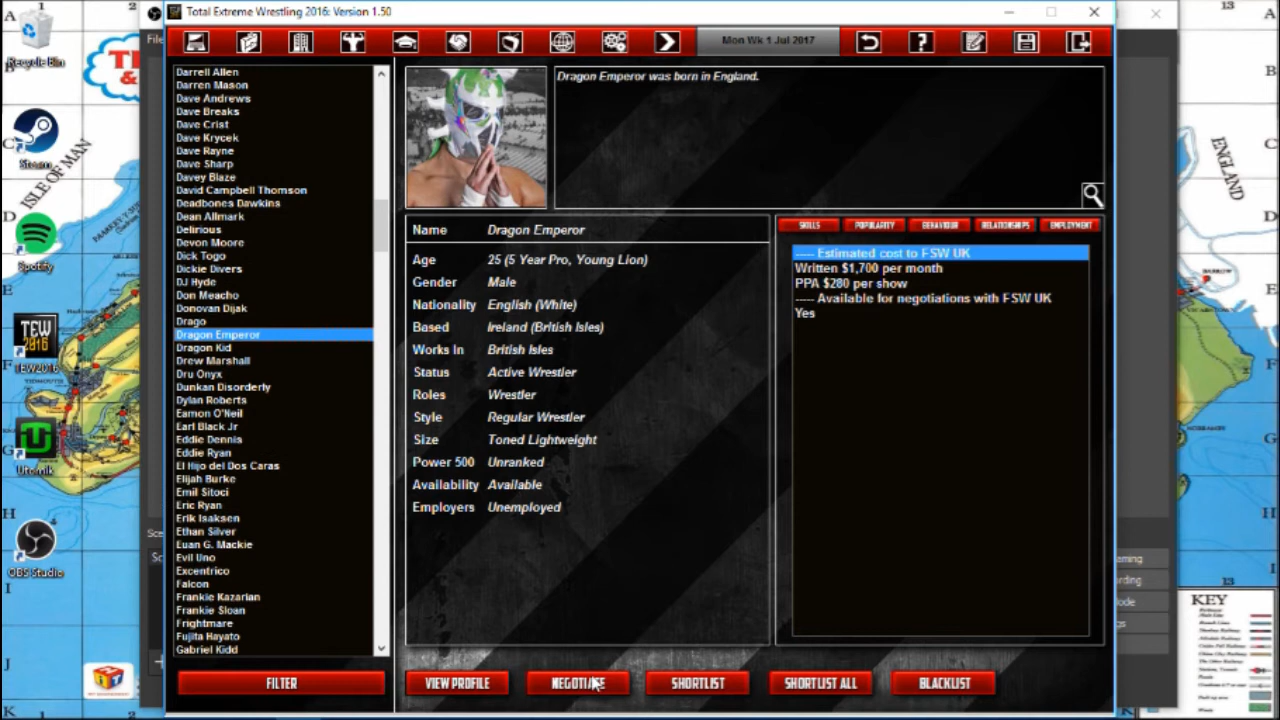 Total Extreme Wrestling 2016: Version 1.50
Mon Wk 1 Jul 2017
Recycle Bin
Steam
Spotify
TEW 2016
TEW2016
Utomik
OBS Studio
ISLE OF MAN
ENGLAND
KEY
File
Darrell Allen
Darren Mason
Dave Andrews
Dave Breaks
Dave Crist
Dave Krycek
Dave Rayne
Dave Sharp
Davey Blaze
David Campbell Thomson
Deadbones Dawkins
Dean Allmark
Delirious
Devon Moore
Dick Togo
Dickie Divers
DJ Hyde
Don Meacho
Donovan Dijak
Drago
Dragon Emperor
Dragon Kid
Drew Marshall
Dru Onyx
Dunkan Disorderly
Dylan Roberts
Eamon O'Neil
Earl Black Jr
Eddie Dennis
Eddie Ryan
El Hijo del Dos Caras
Elijah Burke
Emil Sitoci
Eric Ryan
Erik Isaksen
Ethan Silver
Euan G. Mackie
Evil Uno
Excentrico
Falcon
Frankie Kazarian
Frankie Sloan
Frightmare
Fujita Hayato
Gabriel Kidd
FILTER
Dragon Emperor was born in England.
Name Dragon Emperor
Age 25 (5 Year Pro, Young Lion)
Gender Male
Nationality English (White)
Based Ireland (British Isles)
Works In British Isles
Status Active Wrestler
Roles Wrestler
Style Regular Wrestler
Size Toned Lightweight
Power 500 Unranked
Availability Available
Employers Unemployed
SKILLS POPULARITY BEHAVIOUR RELATIONSHIPS EMPLOYMENT
----- Estimated cost to FSW UK
Written $1,700 per month
PPA $280 per show
----- Available for negotiations with FSW UK
Yes
VIEW PROFILE NEGOTIATE SHORTLIST SHORTLIST ALL BLACKLIST